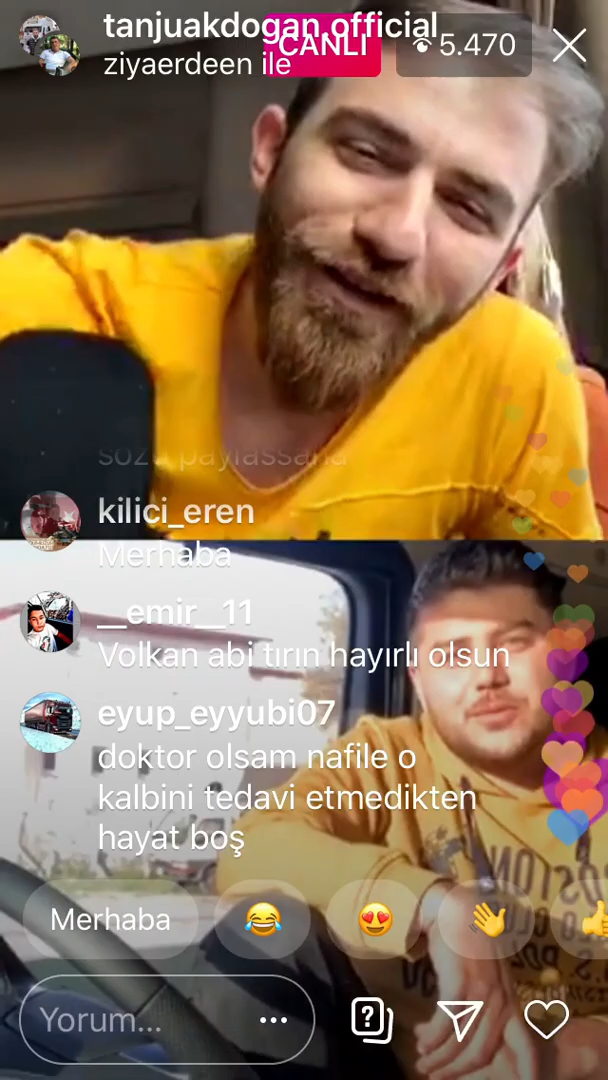 tanjuakdogan.official
ziyaerdeen ile
CANLI
5.470
kilici_eren
Merhaba
__emir__11
Volkan abi tırın hayırlı olsun
eyup_eyyubi07
doktor olsam nafile o
kalbini tedavi etmedikten
hayat boş
Merhaba
Yorum...